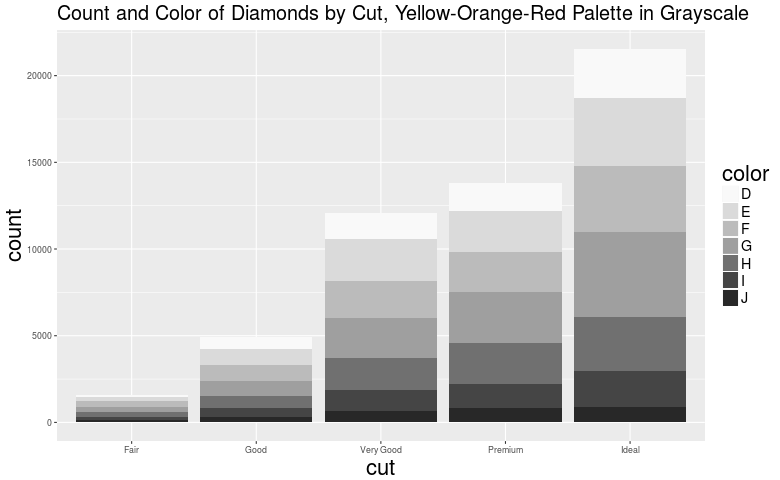 Count and Color of Diamonds by Cut, Yellow-Orange-Red Palette in Grayscale
20000
15000
10000
5000
0
count
Fair Good Very Good Premium Ideal
cut
color
D
E
F
G
H
I
J